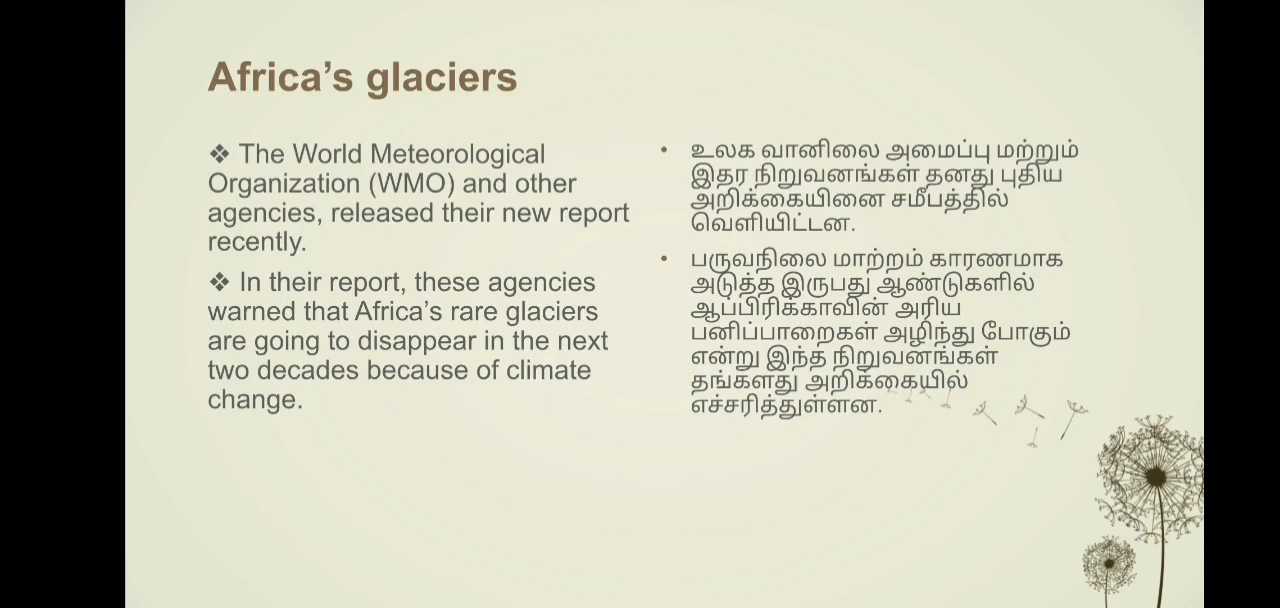 Africa’s glaciers
❖ The World Meteorological
Organization (WMO) and other
agencies, released their new report
recently.
❖ In their report, these agencies
warned that Africa’s rare glaciers
are going to disappear in the next
two decades because of climate
change.
• உலக வானிலை அமைப்பு மற்றும்
இதர நிறுவனங்கள் தனது புதிய
அறிக்கையினை சமீபத்தில்
வெளியிட்டன.
• பருவநிலை மாற்றம் காரணமாக
அடுத்த இருபது ஆண்டுகளில்
ஆப்பிரிக்காவின் அரிய
பனிப்பாறைகள் அழிந்து போகும்
என்று இந்த நிறுவனங்கள்
தங்களது அறிக்கையில்
எச்சரித்துள்ளன.